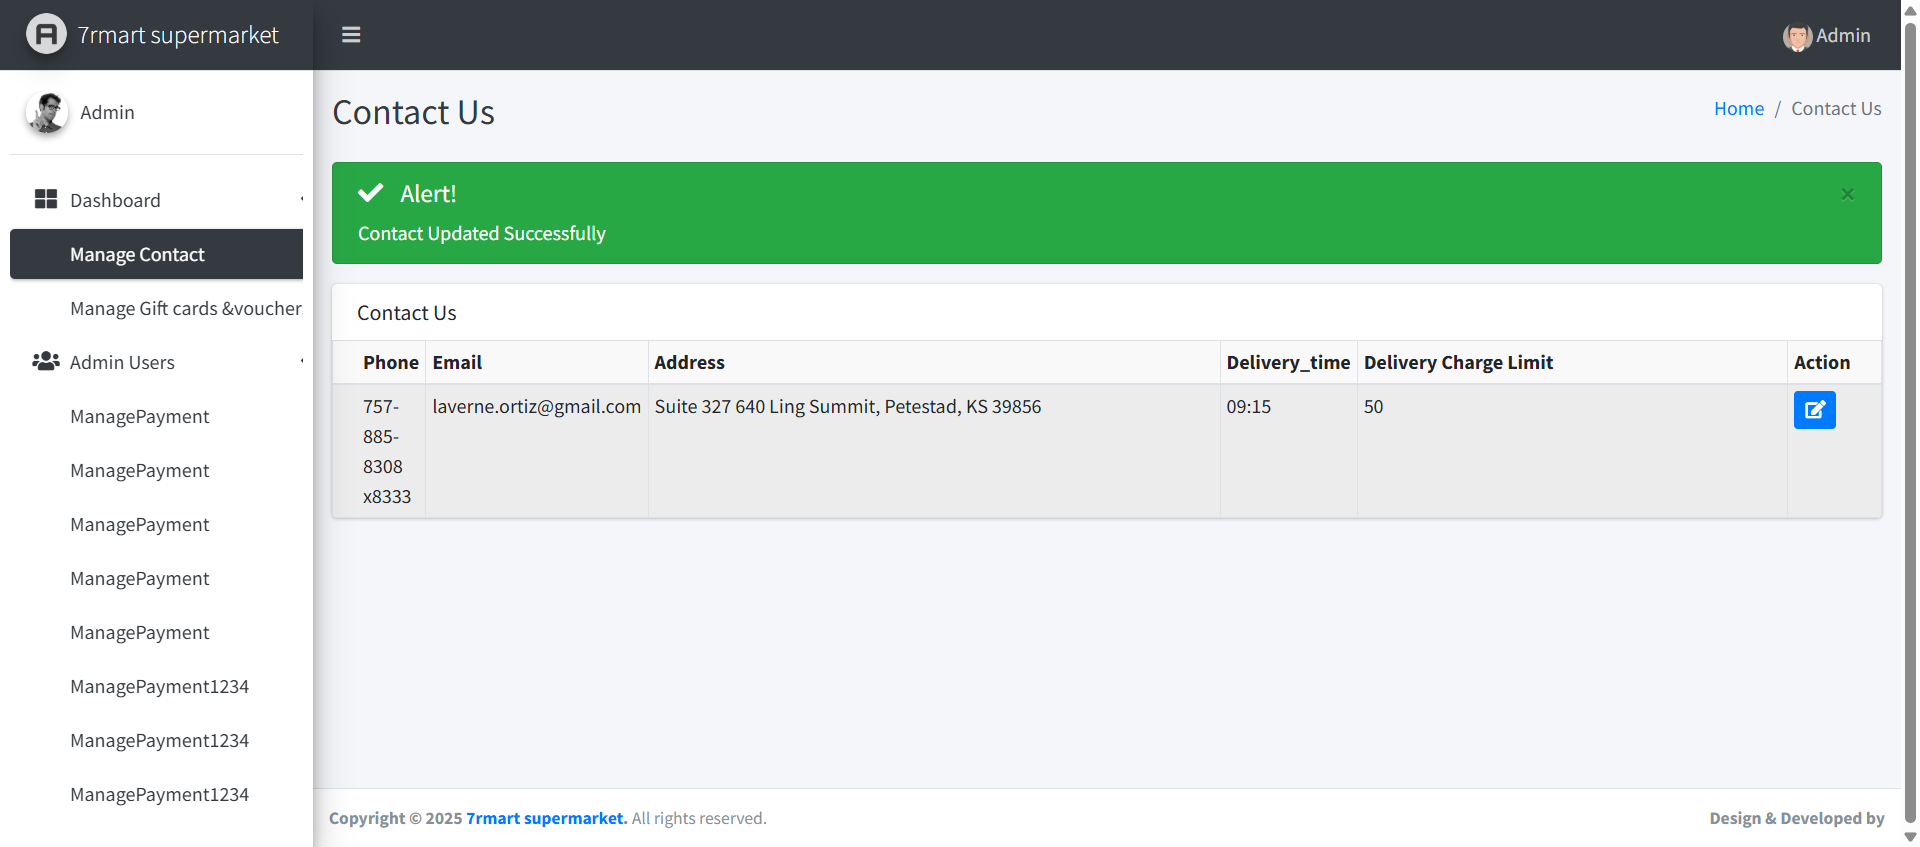 7rmart supermarket
Admin
Admin
Dashboard
Manage Contact
Manage Gift cards &voucher
Admin Users
ManagePayment
ManagePayment
ManagePayment
ManagePayment
ManagePayment
ManagePayment1234
ManagePayment1234
ManagePayment1234
Contact Us
Home / Contact Us
Alert!
×
Contact Updated Successfully
Contact Us
Phone Email Address Delivery_time Delivery Charge Limit Action
757- laverne.ortiz@gmail.com Suite 327 640 Ling Summit, Petestad, KS 39856 09:15 50
885-
8308
x8333
Copyright © 2025 7rmart supermarket. All rights reserved.
Design & Developed by